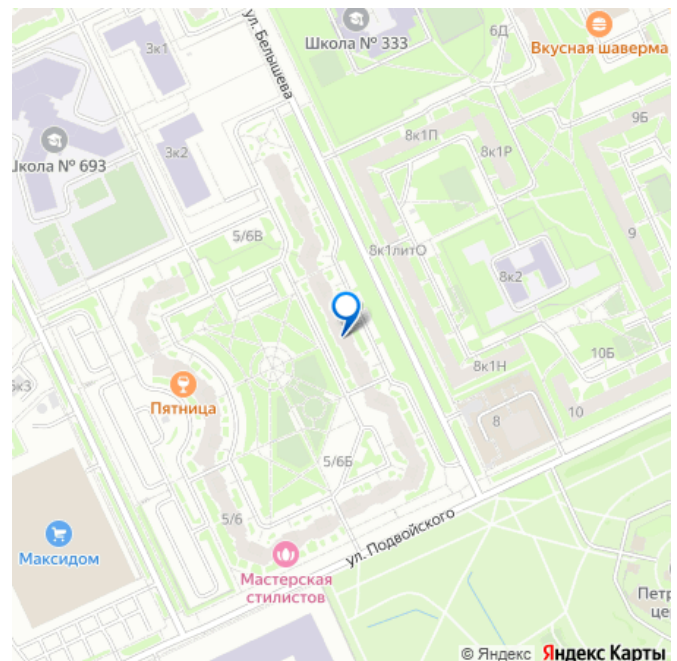 3к1
ул. Белышева
Школа № 333
6Д
Вкусная шаверма
Школа № 693
3к2
8к1П
8к1Р
9Б
5/6В
8к1литО
9
8к2
8к1Н
10Б
Пятница
10
8
5/6Б
5/6
ул. Подвойского
Максидом
Мастерская
стилистов
Петр
це
© Яндекс Яндекс Карты